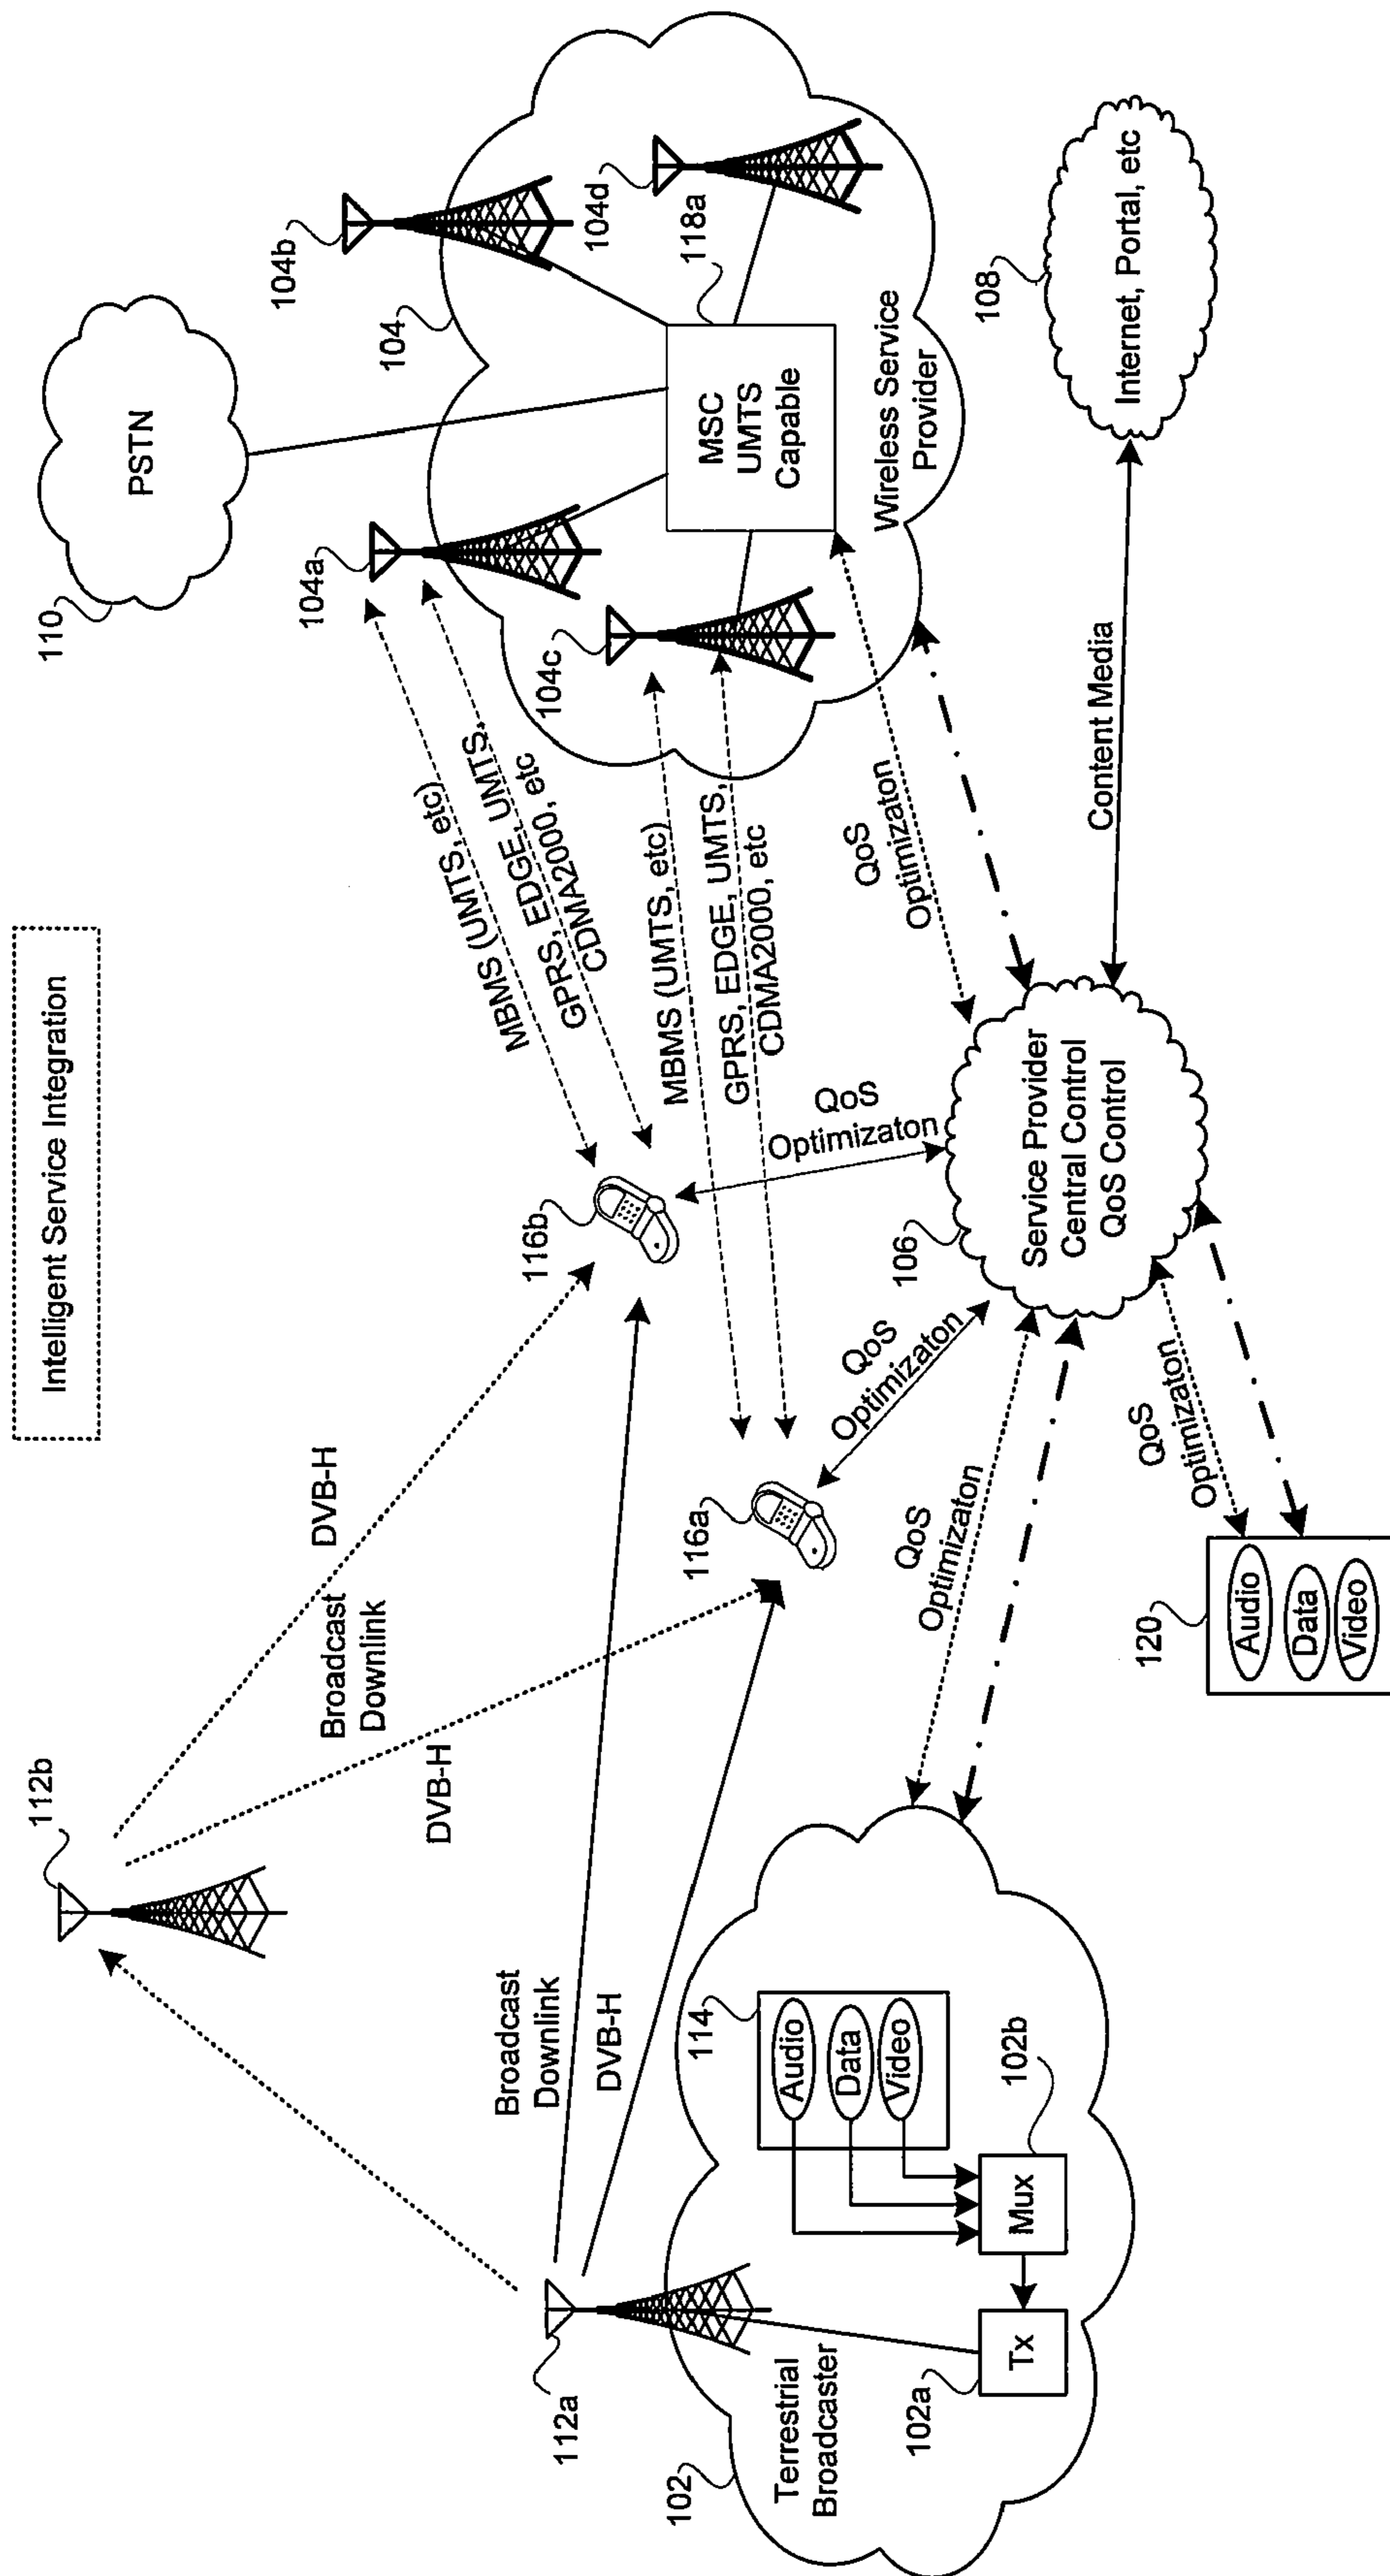 Intelligent Service Integration
112b
DVB-H
Broadcast
Downlink
DVB-H
110
PSTN
104a
104b
104
104c
104d
118a
MSC
UMTS
Capable
Wireless Service
Provider
MBMS (UMTS, etc)
GPRS, EDGE, UMTS,
CDMA2000, etc
MBMS (UMTS, etc)
GPRS, EDGE, UMTS,
CDMA2000, etc
116b
116a
112a
Broadcast
Downlink
DVB-H
102
Terrestrial
Broadcaster
114
Audio
Data
Video
102b
Mux
102a
Tx
QoS
Optimizaton
QoS
Optimizaton
QoS
Optimizaton
QoS
Optimizaton
106
Service Provider
Central Control
QoS Control
QoS
Optimizaton
120
Audio
Data
Video
Content Media
108
Internet, Portal, etc